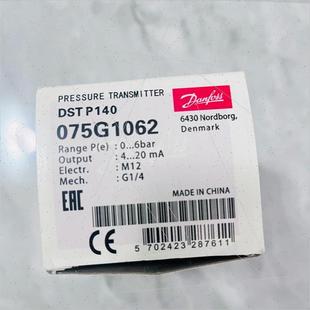 PRESSURE TRANSMITTER
DST P140
075G1062
Range P(e) : 0...6bar
Output : 4...20 mA
Electr. : M12
Mech. : G1/4
Danfoss
6430 Nordborg,
Denmark
MADE IN CHINA
EAC
CE
5 702423 287611